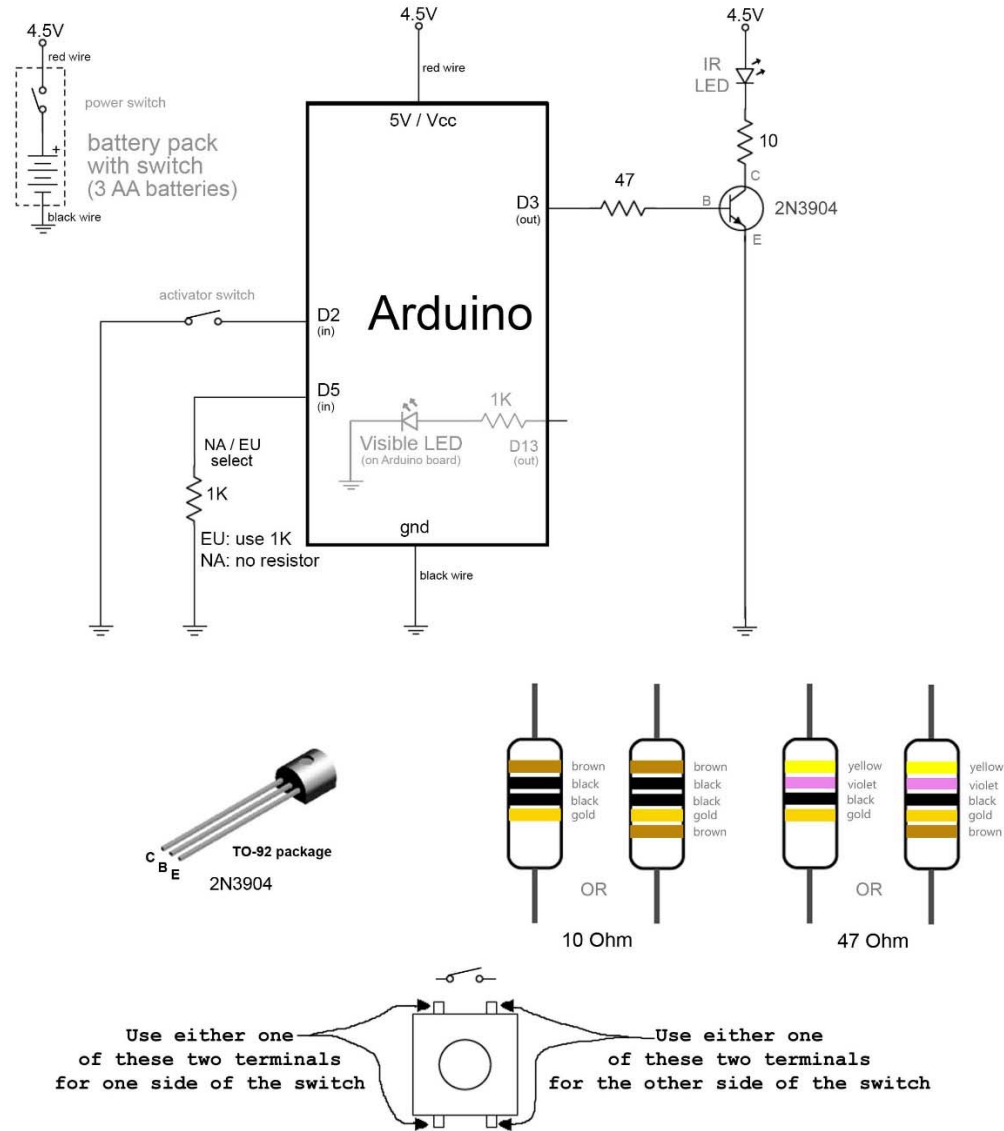 4.5V
red wire
power switch
+
battery pack
with switch
(3 AA batteries)
black wire
4.5V
red wire
5V / Vcc
D3
(out)
47
4.5V
IR
LED
10
C
B
2N3904
E
activator switch
D2
(in)
Arduino
D5
(in)
1K
Visible LED
(on Arduino board)
D13
(out)
NA / EU
select
1K
EU: use 1K
NA: no resistor
gnd
black wire
C
B
E
TO-92 package
2N3904
brown
black
black
gold
brown
black
black
gold
brown
OR
10 Ohm
yellow
violet
black
gold
yellow
violet
black
gold
brown
OR
47 Ohm
Use either one
of these two terminals
for one side of the switch
Use either one
of these two terminals
for the other side of the switch